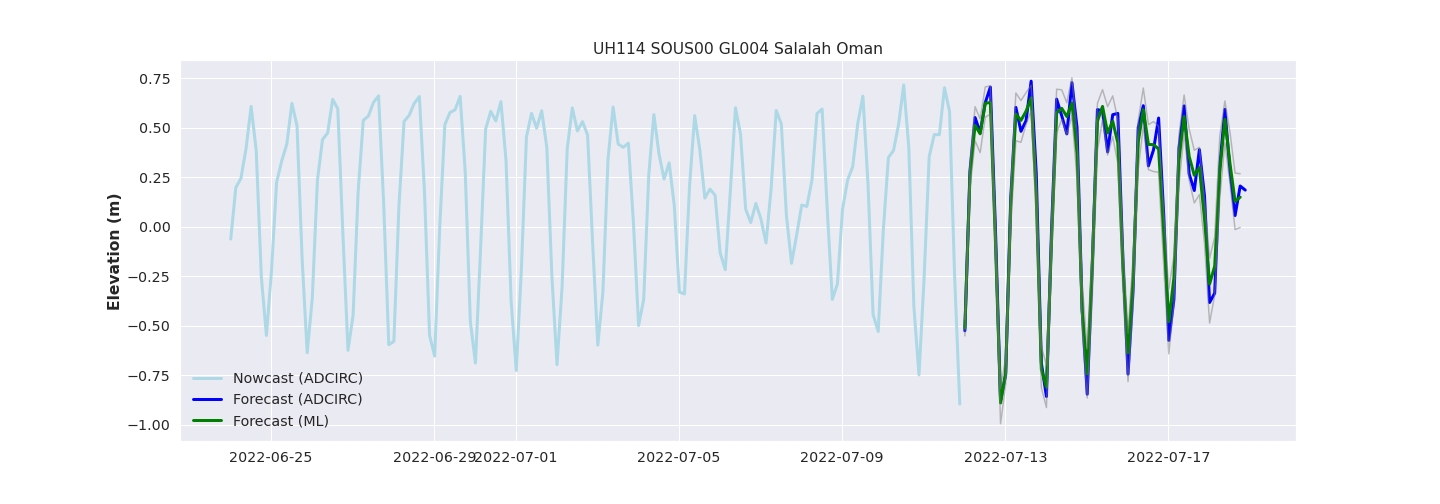 UH114 SOUS00 GL004 Salalah Oman
Elevation (m)
0.75
0.50
0.25
0.00
−0.25
−0.50
−0.75
−1.00
Nowcast (ADCIRC)
Forecast (ADCIRC)
Forecast (ML)
2022-06-25 2022-06-29 2022-07-01 2022-07-05 2022-07-09 2022-07-13 2022-07-17